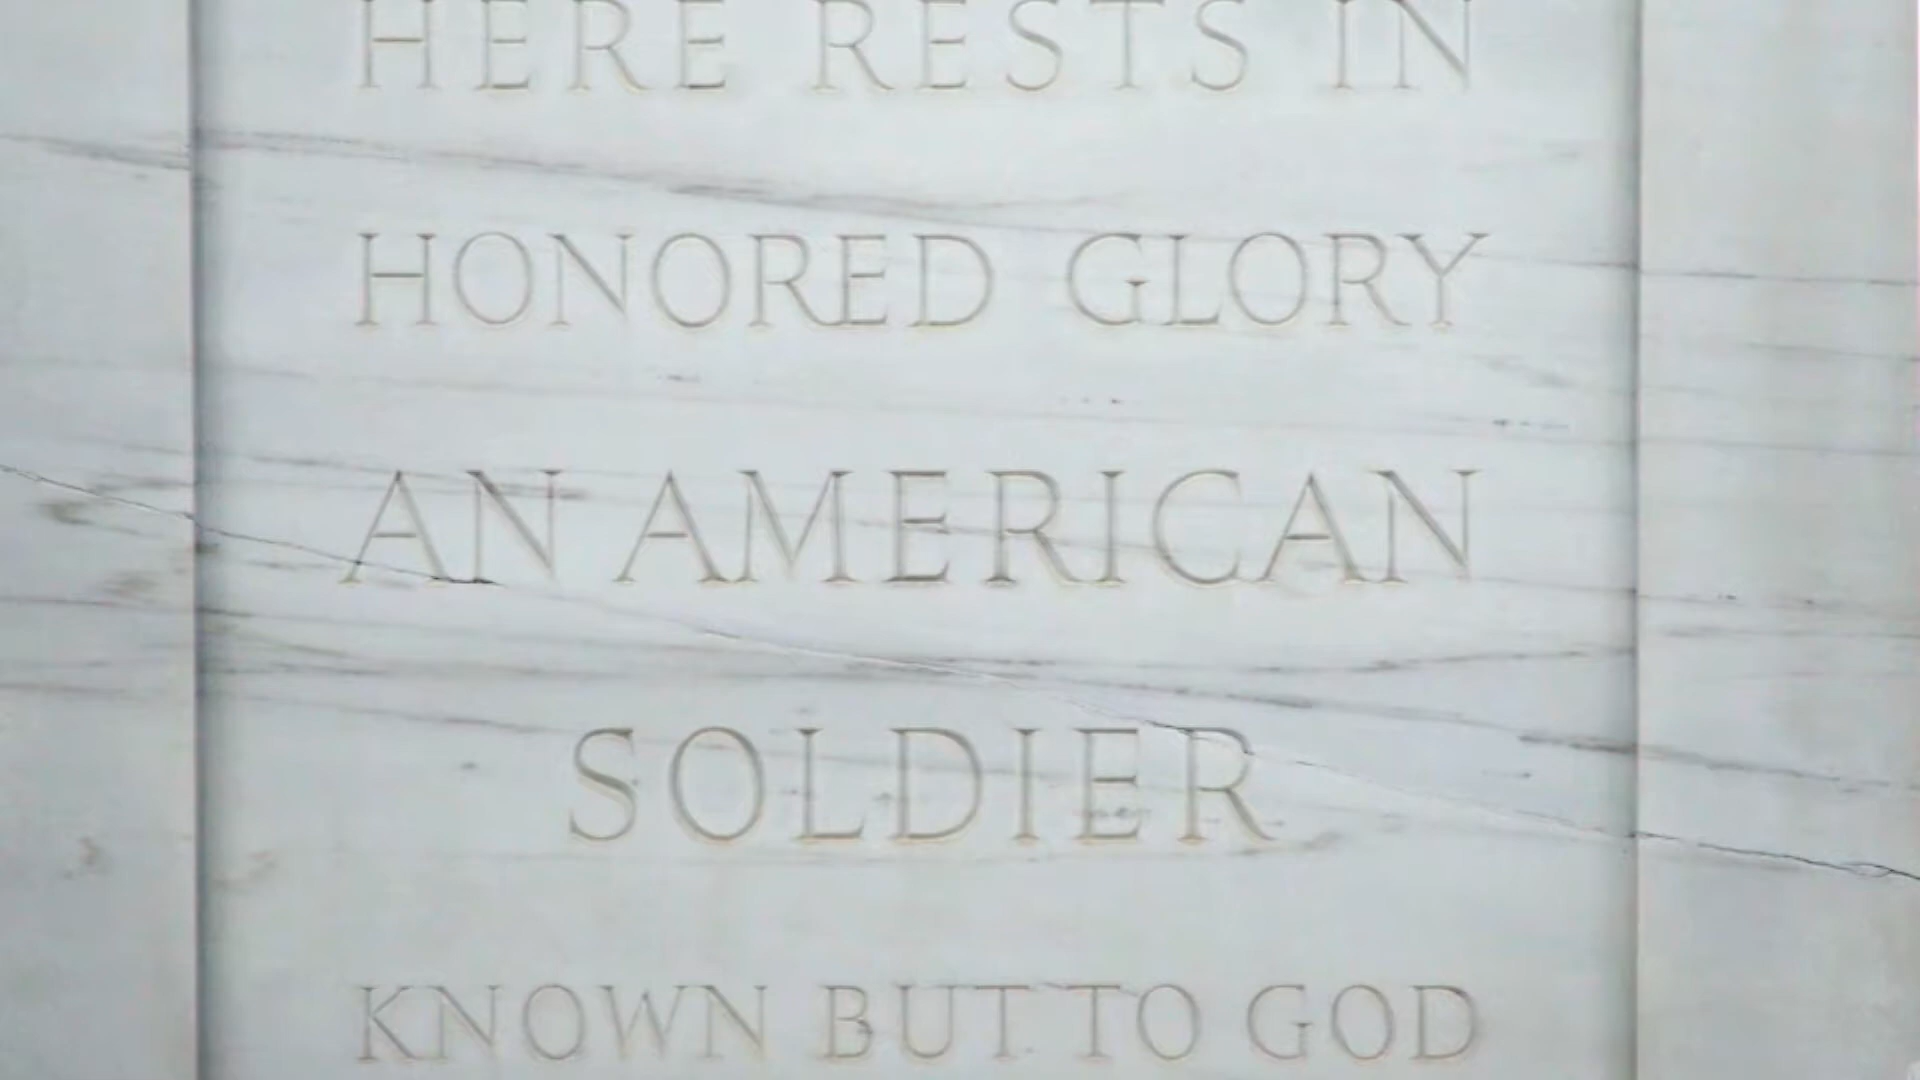 HERE RESTS IN
HONORED GLORY
AN AMERICAN
SOLDIER
KNOWN BUT TO GOD